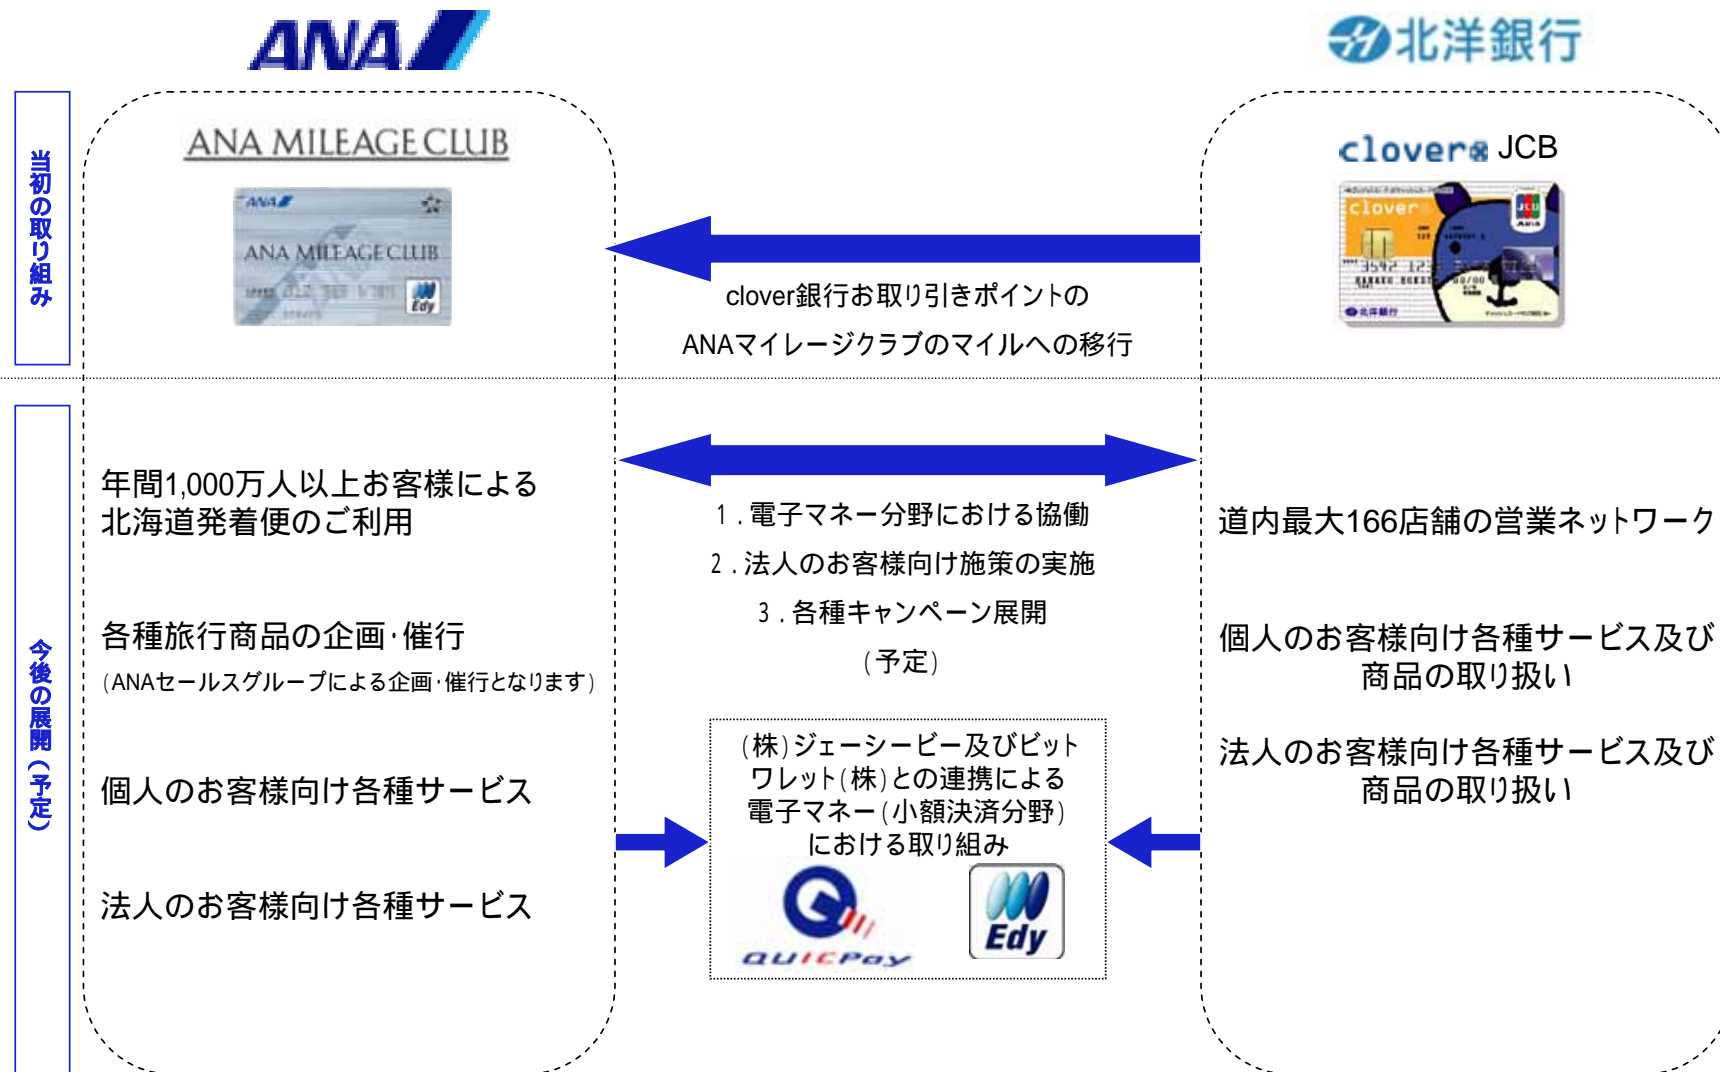 ANA
北洋銀行
当初の取り組み
ANA MILEAGE CLUB
ANA
ANA MILEAGE CLUB
Edy
clover JCB
clover
JCB
北洋銀行
clover銀行お取り引きポイントの
ANAマイレージクラブのマイルへの移行
今後の展開（予定）
年間1,000万人以上お客様による
北海道発着便のご利用
各種旅行商品の企画・催行
（ANAセールスグループによる企画・催行となります）
個人のお客様向け各種サービス
法人のお客様向け各種サービス
１．電子マネー分野における協働
２．法人のお客様向け施策の実施
３．各種キャンペーン展開
（予定）
（株）ジェーシービー及びビット
ワレット（株）との連携による
電子マネー（小額決済分野）
における取り組み
QUICPay
Edy
道内最大166店舗の営業ネットワーク
個人のお客様向け各種サービス及び
商品の取り扱い
法人のお客様向け各種サービス及び
商品の取り扱い